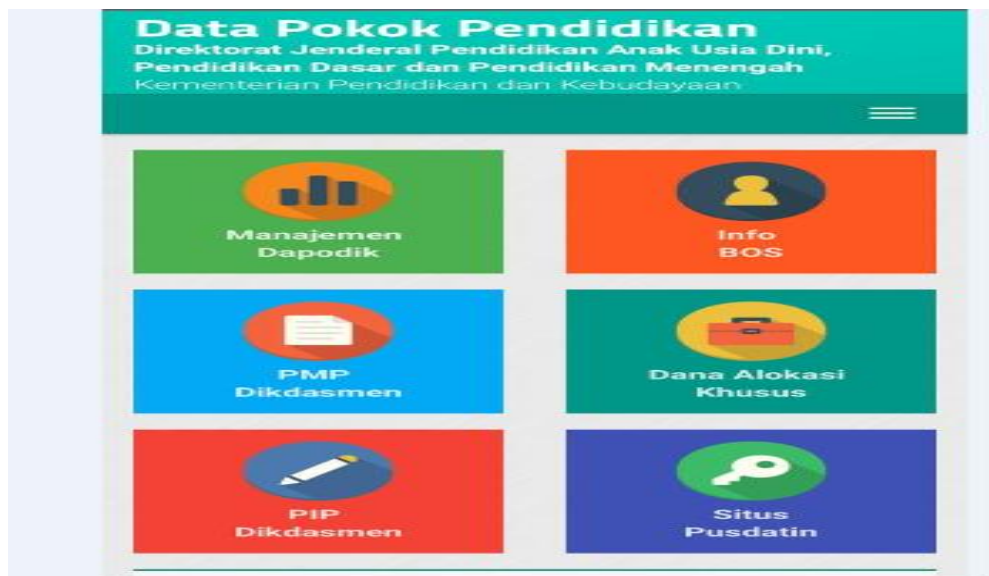 Data Pokok Pendidikan
Direktorat Jenderal Pendidikan Anak Usia Dini,
Pendidikan Dasar dan Pendidikan Menengah
Kementerian Pendidikan dan Kebudayaan
Manajemen
Dapodik
Info
BOS
PMP
Dikdasmen
Dana Alokasi
Khusus
PIP
Dikdasmen
Situs
Pusdatin